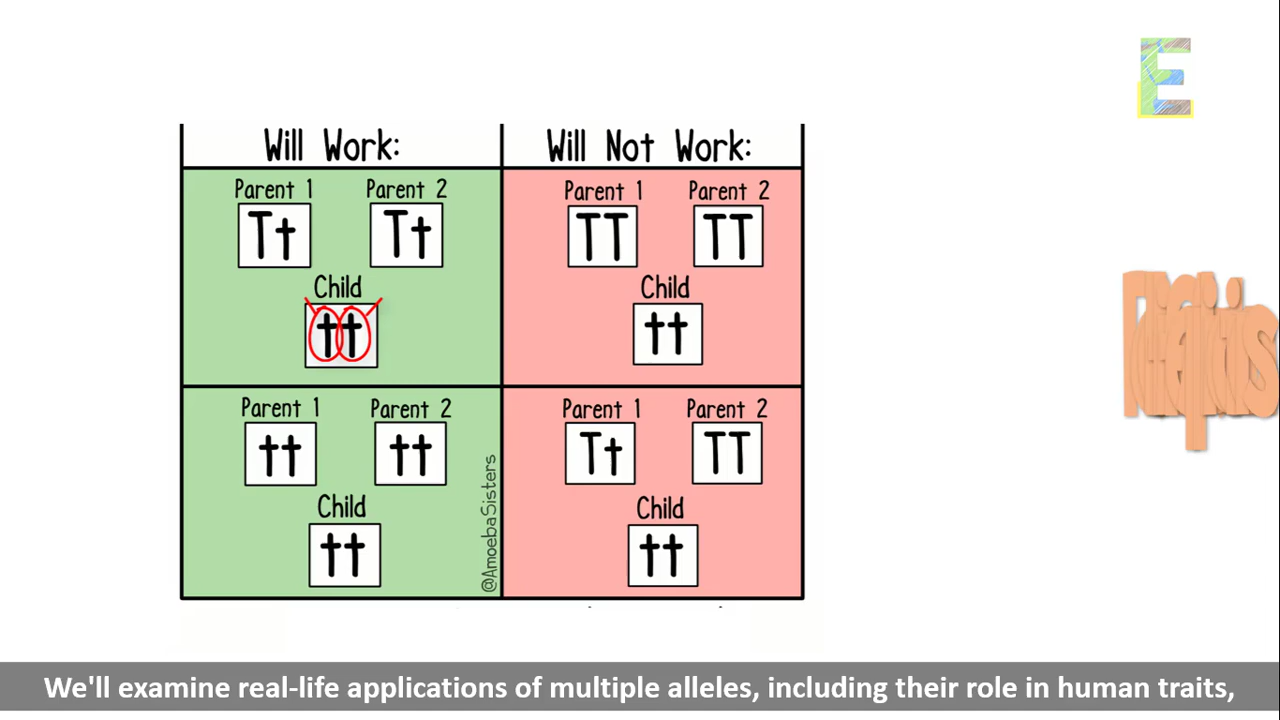 E
Will Work: Will Not Work:
Parent 1 Parent 2 Parent 1 Parent 2
Tt Tt TT TT
Child Child
tt tt
Parent 1 Parent 2 Parent 1 Parent 2
tt tt Tt TT
Child Child
tt tt
@AmoebaSisters
We'll examine real-life applications of multiple alleles, including their role in human traits,